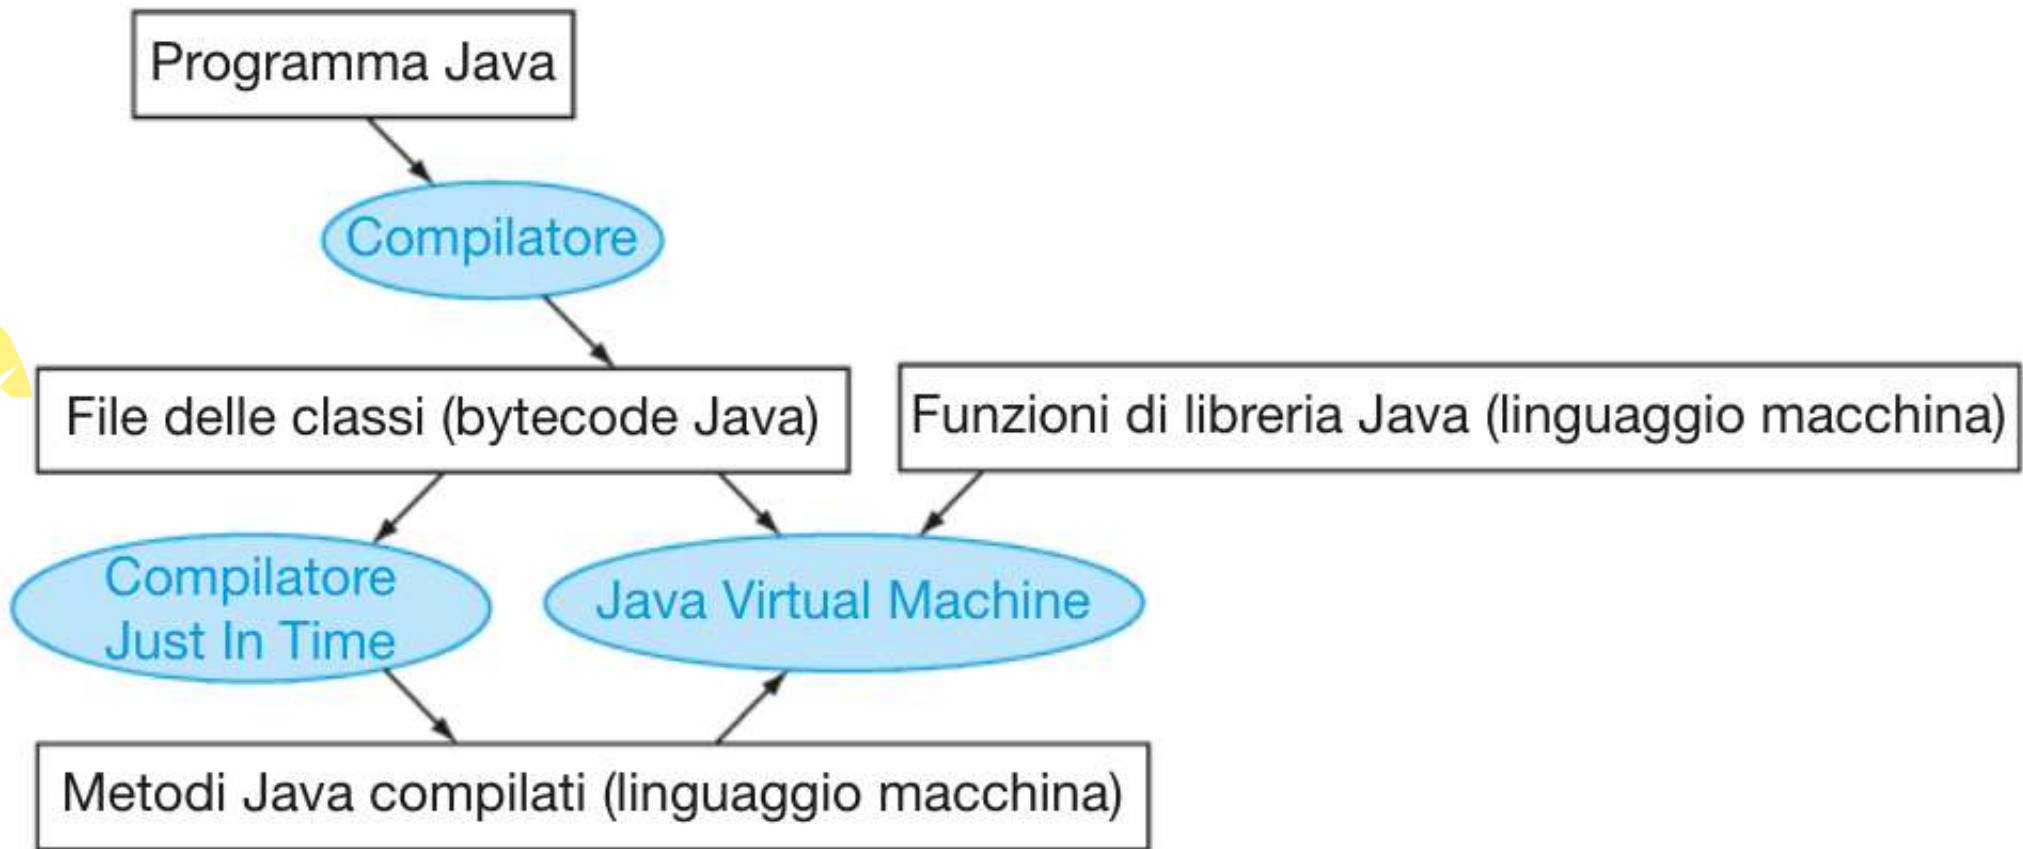 Programma Java
Compilatore
File delle classi (bytecode Java)
Funzioni di libreria Java (linguaggio macchina)
Compilatore
Just In Time
Java Virtual Machine
Metodi Java compilati (linguaggio macchina)